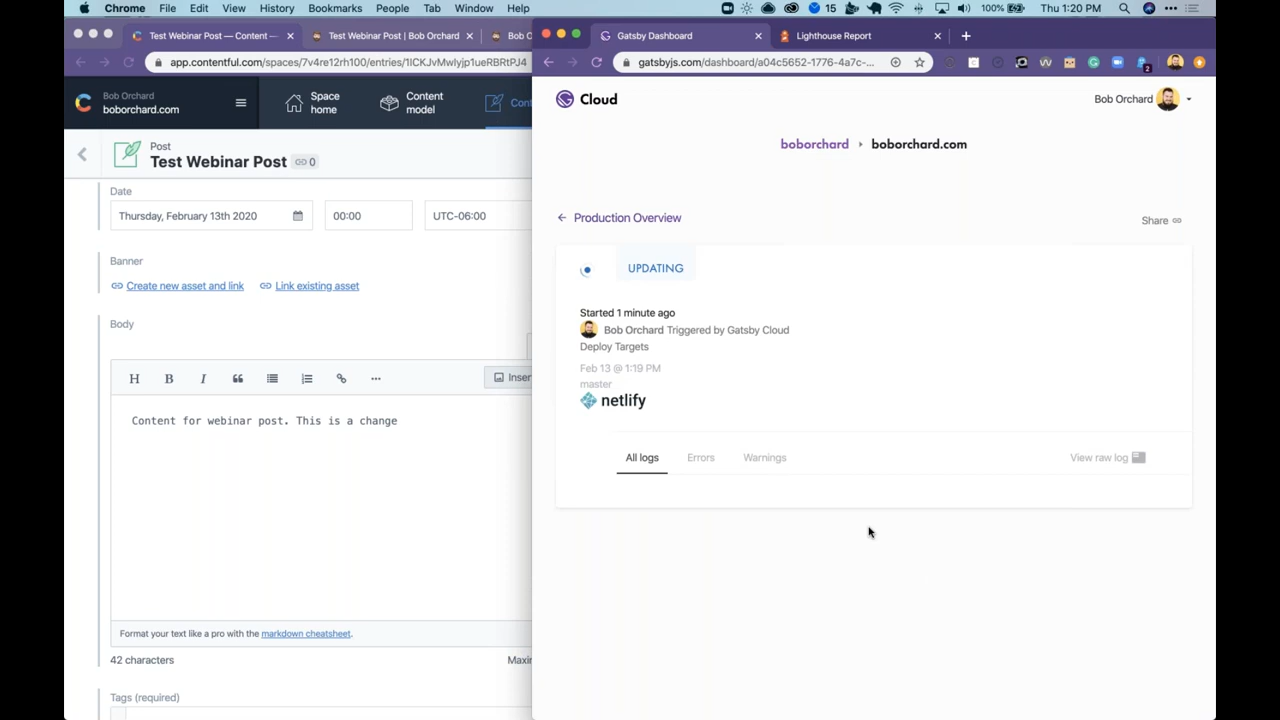 Chrome File Edit View History Bookmarks People Tab Window Help 15 100% Thu 1:20 PM
Test Webinar Post — Content —
Test Webinar Post | Bob Orchard
Bob O
app.contentful.com/spaces/7v4re12rh100/entries/1lCKJvMwIyjp1ueRBRtPJ4
Bob Orchard
boborchard.com
Space home
Content model
Cont
Post
Test Webinar Post 0
Date
Thursday, February 13th 2020 00:00 UTC-06:00
Banner
Create new asset and link Link existing asset
Body
H B I Inser
Content for webinar post. This is a change
Format your text like a pro with the markdown cheatsheet.
42 characters Maxi
Tags (required)
Gatsby Dashboard
Lighthouse Report
gatsbyjs.com/dashboard/a04c5652-1776-4a7c-...
Cloud
Bob Orchard
boborchard boborchard.com
Production Overview
Share
UPDATING
Started 1 minute ago
Bob Orchard Triggered by Gatsby Cloud
Deploy Targets
Feb 13 @ 1:19 PM
master
netlify
All logs Errors Warnings View raw log